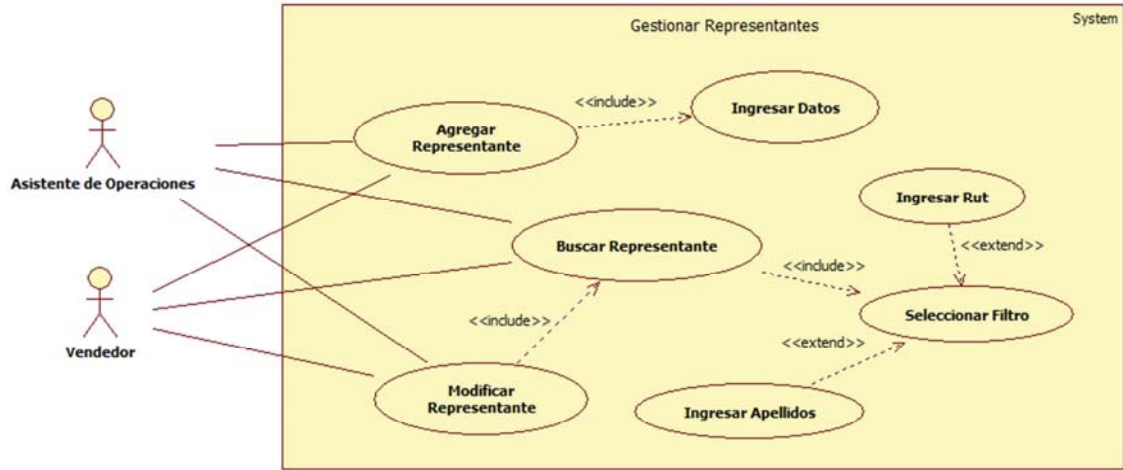 System
Gestionar Representantes
<<include>>
Ingresar Datos
Agregar
Representante
Asistente de Operaciones
Ingresar Rut
<<extend>>
Buscar Representante
<<include>>
Vendedor
<<include>>
Seleccionar Filtro
<<extend>>
Modificar
Representante
Ingresar Apellidos